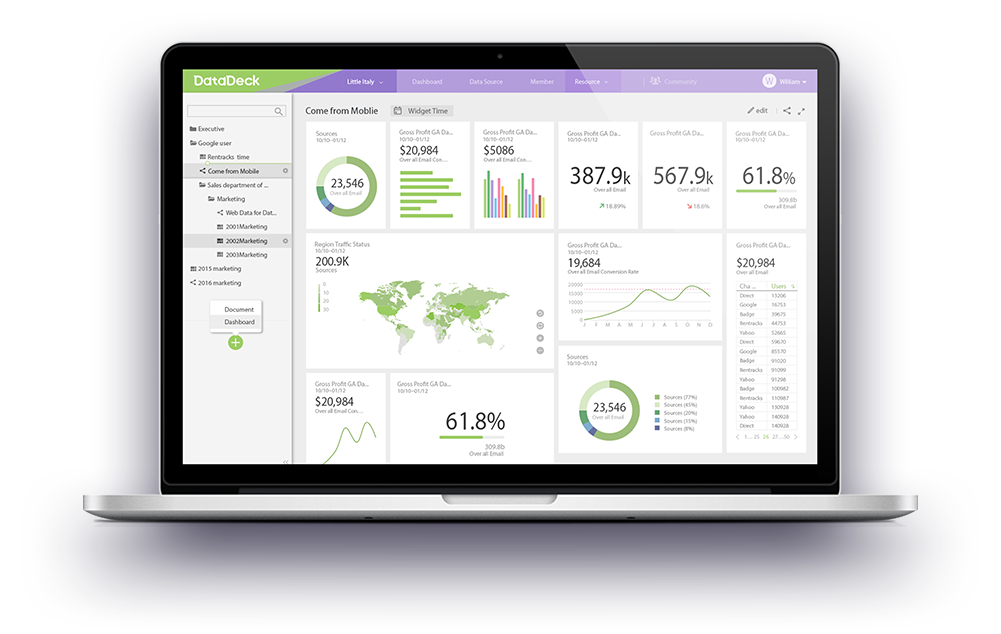 DataDeck
Little Italy
Dashboard
Data Source
Member
Resource
Community
W
William
Executive
Google user
Rentracks time
Come from Mobile
Sales department of ...
Marketing
Web Data for Dat...
2001Marketing
2002Marketing
2003Marketing
2015 marketing
2016 marketing
Document
Dashboard
Come from Moblie
Widget Time
edit
Sources
10/10~01/12
23,546
Over all Email
Gross Profit GA Da...
10/10~01/12
$20,984
Over all Email Con....
Gross Profit GA Da...
10/10~01/12
$5086
Over all Email Con....
Gross Profit GA Da...
10/10~01/12
387.9k
Over all Email
18.89%
Gross Profit GA Da...
567.9k
Over all Email
18.6%
Gross Profit GA Da...
10/10~01/12
61.8%
309.8b
Over all Email
Region Traffic Status
10/10~01/12
200.9K
Sources
0
10
20
30
Gross Profit GA Da...
10/10~01/12
19,684
Over all Email Conversion Rate
20000
15000
10000
5000
0
J F M A M J J A S O N D
Gross Profit GA Da...
10/10~01/12
$20,984
Over all Email
Cha ... Users
Direct 13206
Google 16753
Badge 39675
Rentracks 44753
Yahoo 52665
Direct 59670
Google 85570
Badge 91020
Rentracks 91099
Yahoo 91298
Badge 100982
Rentracks 110987
Yahoo 130928
Yahoo 140928
Direct 140928
1... 25 26 27...50
Gross Profit GA Da...
10/10~01/12
$20,984
Over all Email Con....
Gross Profit GA Da...
10/10~01/12
61.8%
309.8b
Over all Email
Sources
10/10~01/12
23,546
Over all Email
Sources (77%)
Sources (45%)
Sources (20%)
Sources (15%)
Sources (8%)